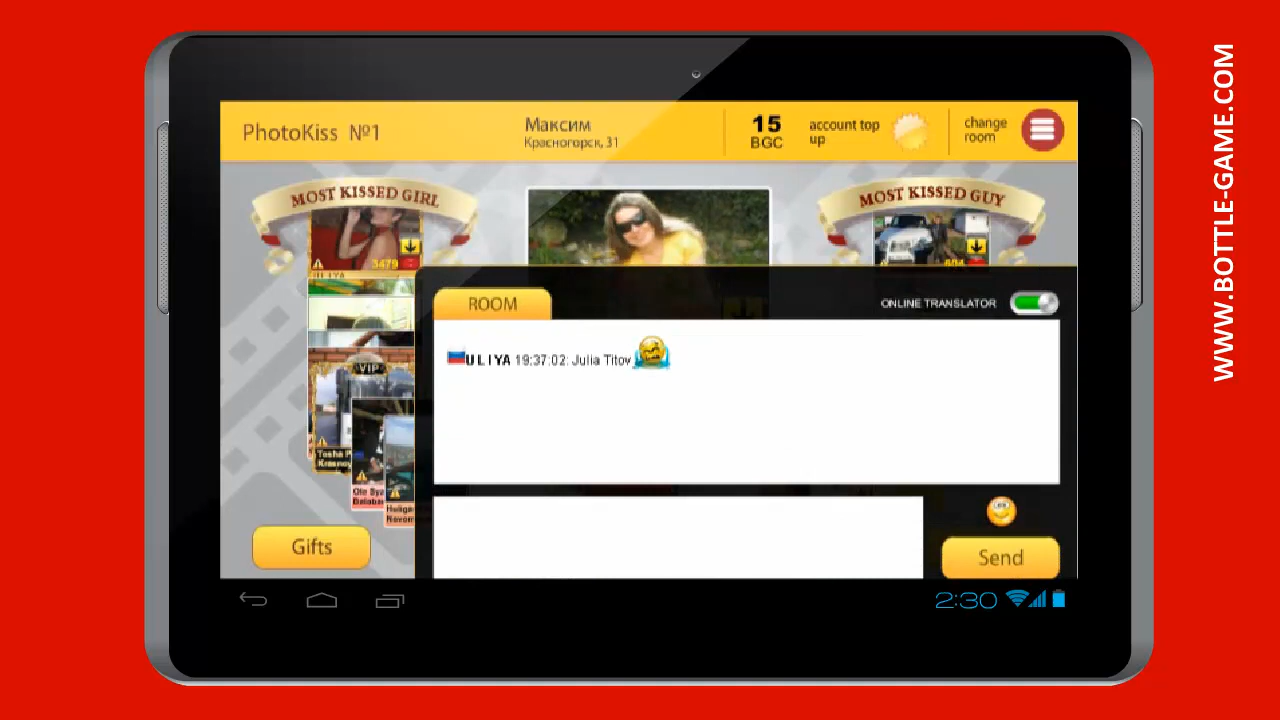 PhotoKiss №1
Максим
Красногорск, 31
15
BGC
account top
up
change
room
MOST KISSED GIRL
MOST KISSED GUY
3479
604
ROOM
ONLINE TRANSLATOR
ULIYA 19:37:02: Julia Titov
VIP
Gifts
Send
2:30
WWW.BOTTLE-GAME.COM